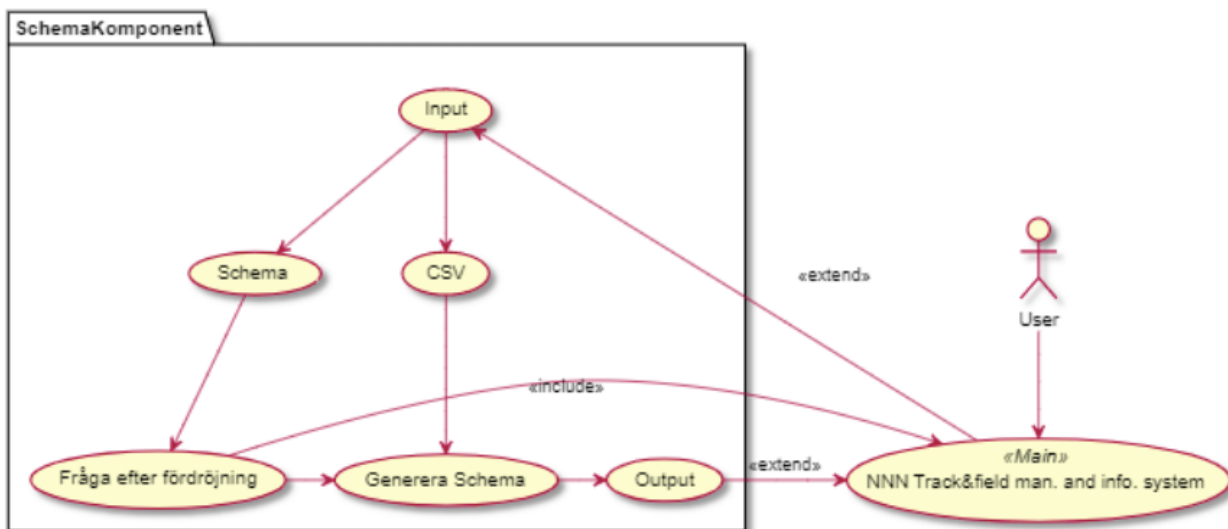 SchemaKomponent
Input
Schema
CSV
«extend»
User
«include»
Fråga efter fördröjning
Generera Schema
Output
«extend»
«Main»
NNN Track&field man. and info. system